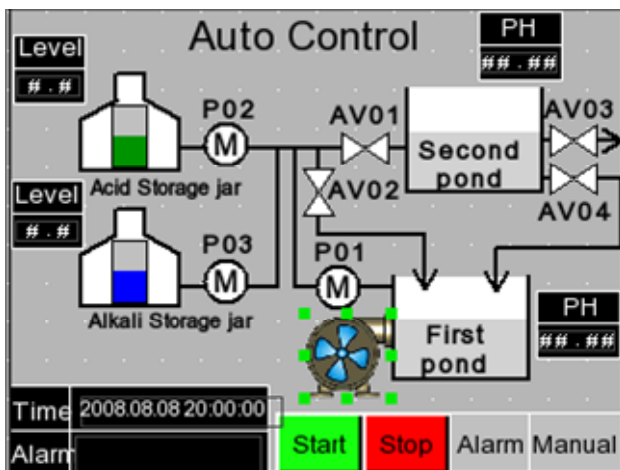 Auto Control
Level
#.#
PH
##.##
P02
M
AV01
AV03
Second
pond
Acid Storage jar
AV02
AV04
Level
#.#
P03
M
P01
M
Alkali Storage jar
First
pond
PH
##.##
Time
2008.08.08 20:00:00
Alarm
Start
Stop
Alarm
Manual